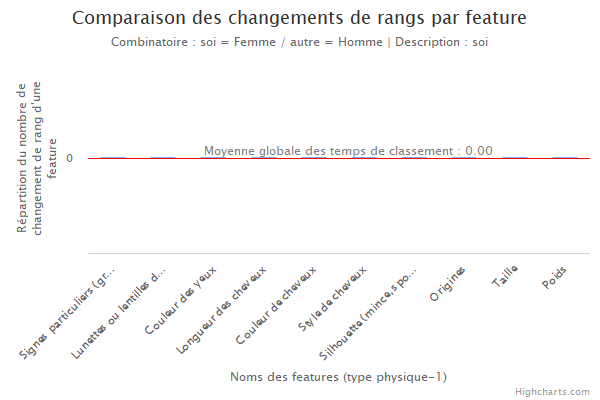 Comparaison des changements de rangs par feature
Combinatoire : soi = Femme / autre = Homme | Description : soi
Répartition du nombre de
changement de rang d'une
feature
0
Moyenne globale des temps de classement : 0.00
Signes particuliers (gr…
Lunettes ou lentilles d…
Couleur des yeux
Longueur des cheveux
Couleur de cheveux
Style de cheveux
Silhouette (mince,s po…
Origines
Taille
Poids
Noms des features (type physique-1)
Highcharts.com